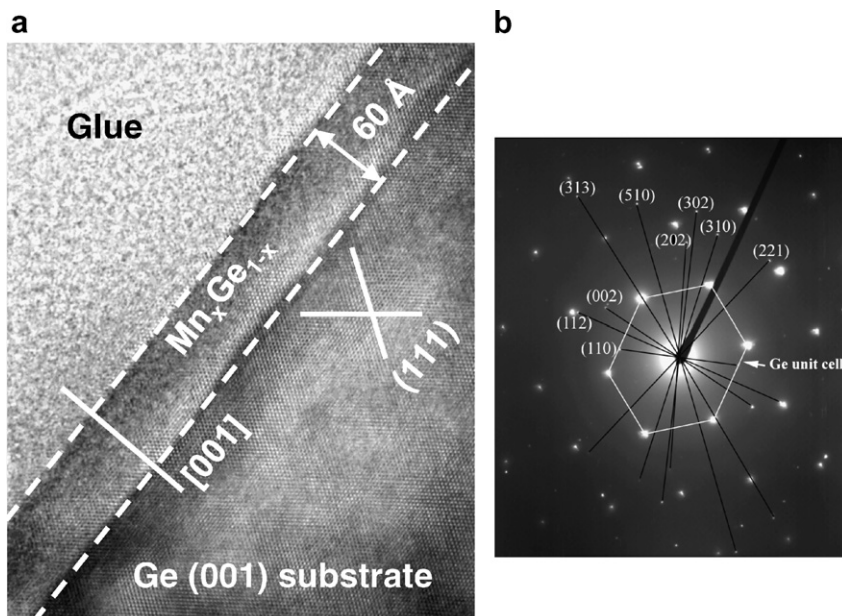 a
Glue
60 Å
MnxGe1-x
(111)
[001]
Ge (001) substrate
b
(313)
(510)
(302)
(202)
(310)
(221)
(002)
(112)
(110)
Ge unit cell